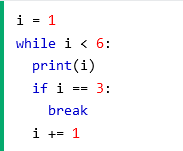 i = 1
while i < 6:
  print(i)
  if i == 3:
    break
  i += 1